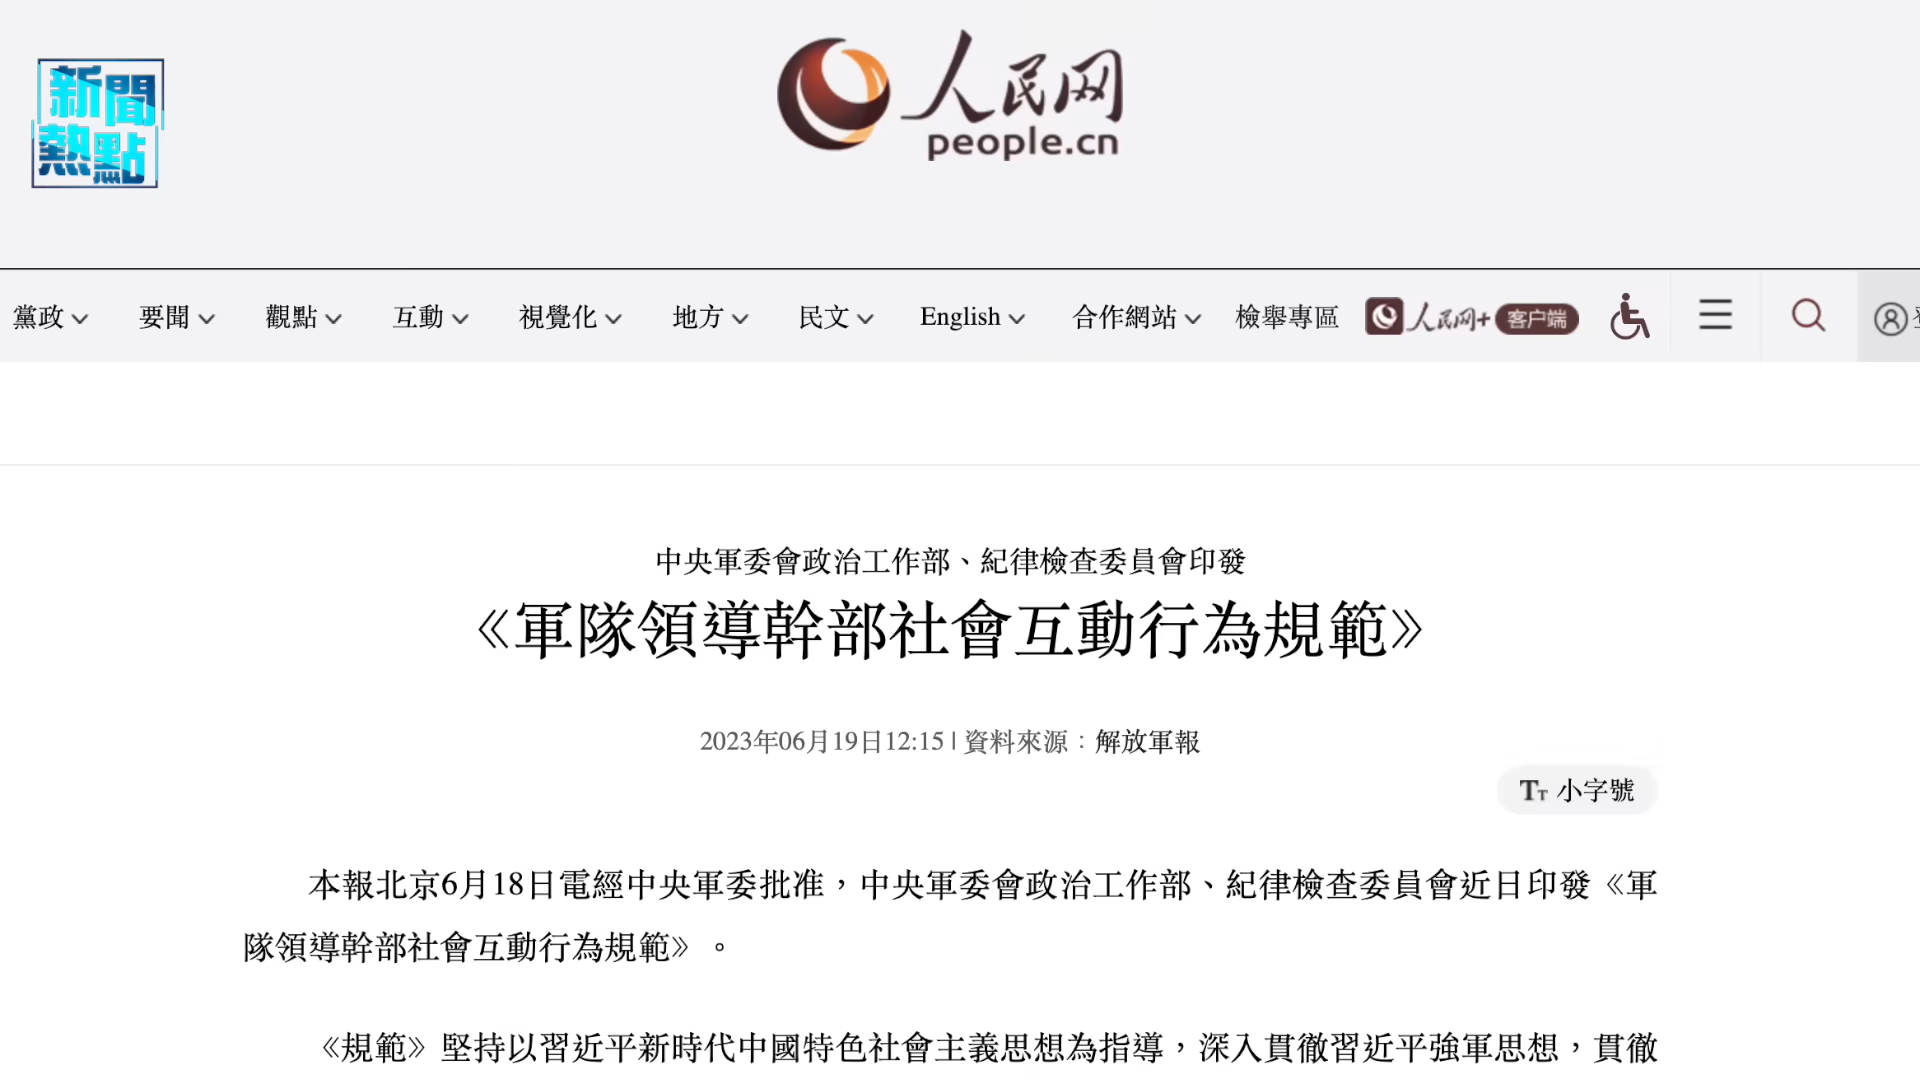 新聞
熱點
人民网
people.cn
黨政 要聞 觀點 互動 視覺化 地方 民文 English 合作網站 檢舉專區 人民网+ 客户端
中央軍委會政治工作部、紀律檢查委員會印發
《軍隊領導幹部社會互動行為規範》
2023年06月19日12:15 | 資料來源：解放軍報
TT 小字號
本報北京6月18日電經中央軍委批准，中央軍委會政治工作部、紀律檢查委員會近日印發《軍
隊領導幹部社會互動行為規範》。
《規範》堅持以習近平新時代中國特色社會主義思想為指導，深入貫徹習近平強軍思想，貫徹